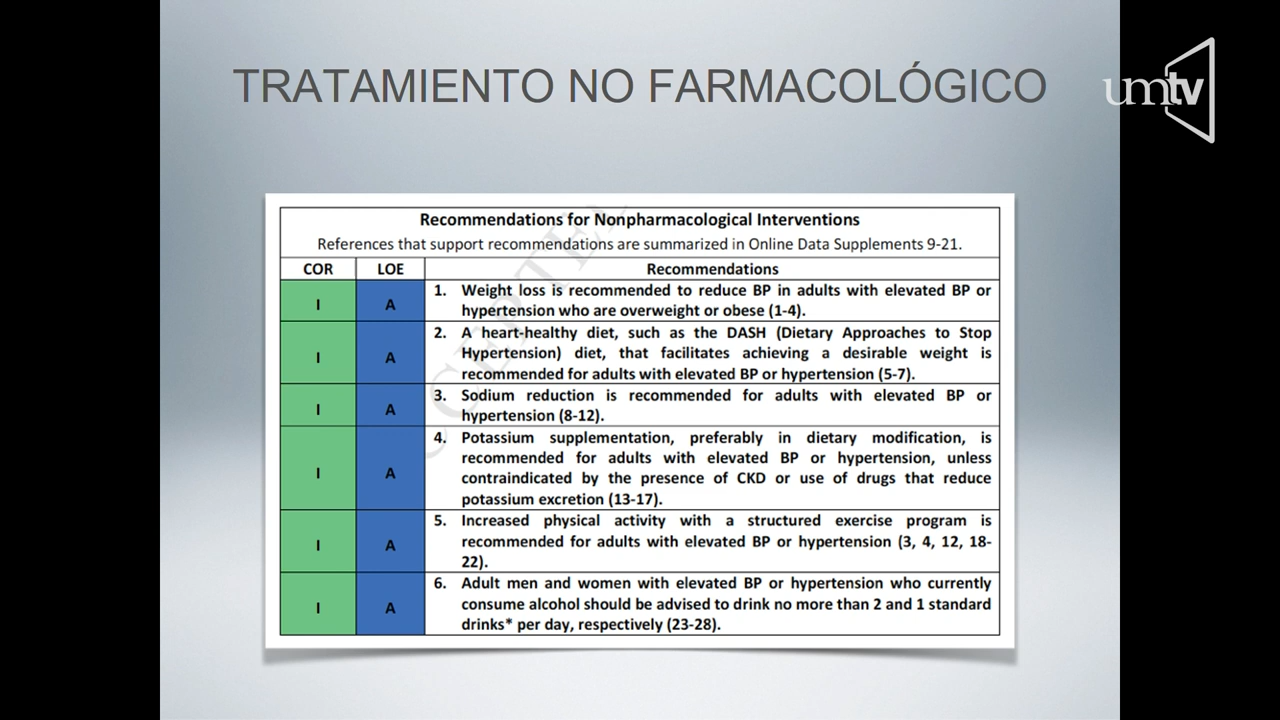 TRATAMIENTO NO FARMACOLÓGICO
umtv
Recommendations for Nonpharmacological Interventions
References that support recommendations are summarized in Online Data Supplements 9-21.
COR LOE Recommendations
I A 1. Weight loss is recommended to reduce BP in adults with elevated BP or
hypertension who are overweight or obese (1-4).
I A 2. A heart-healthy diet, such as the DASH (Dietary Approaches to Stop
Hypertension) diet, that facilitates achieving a desirable weight is
recommended for adults with elevated BP or hypertension (5-7).
I A 3. Sodium reduction is recommended for adults with elevated BP or
hypertension (8-12).
I A 4. Potassium supplementation, preferably in dietary modification, is
recommended for adults with elevated BP or hypertension, unless
contraindicated by the presence of CKD or use of drugs that reduce
potassium excretion (13-17).
I A 5. Increased physical activity with a structured exercise program is
recommended for adults with elevated BP or hypertension (3, 4, 12, 18-
22).
I A 6. Adult men and women with elevated BP or hypertension who currently
consume alcohol should be advised to drink no more than 2 and 1 standard
drinks* per day, respectively (23-28).